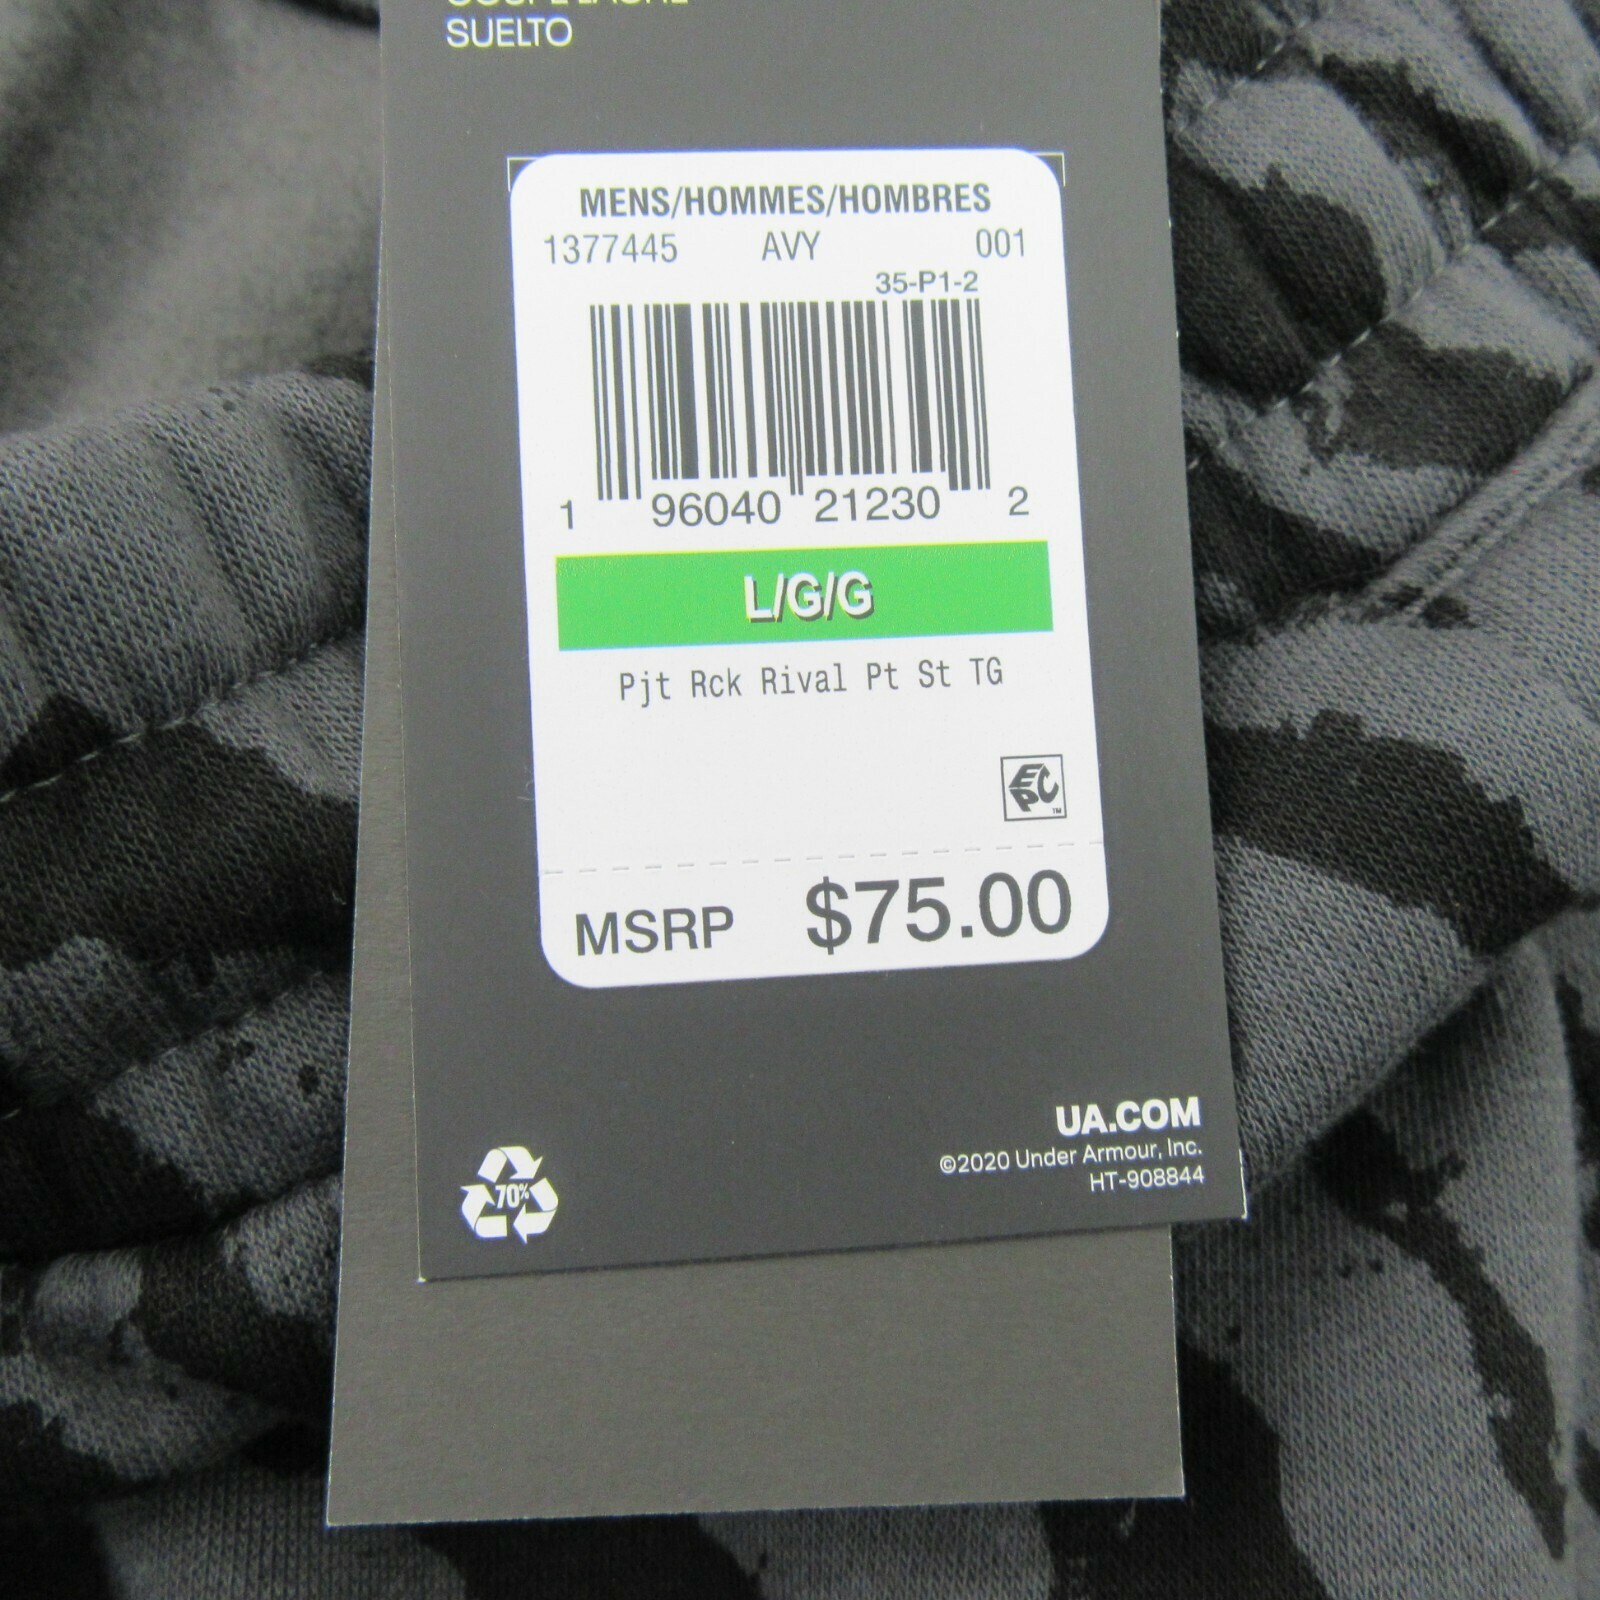 SUELTO
MENS/HOMMES/HOMBRES
1377445 AVY 001
35-P1-2
1 96040 21230 2
L/G/G
Pjt Rck Rival Pt St TG
EPC™
MSRP $75.00
UA.COM
©2020 Under Armour, Inc.
HT-908844
70%